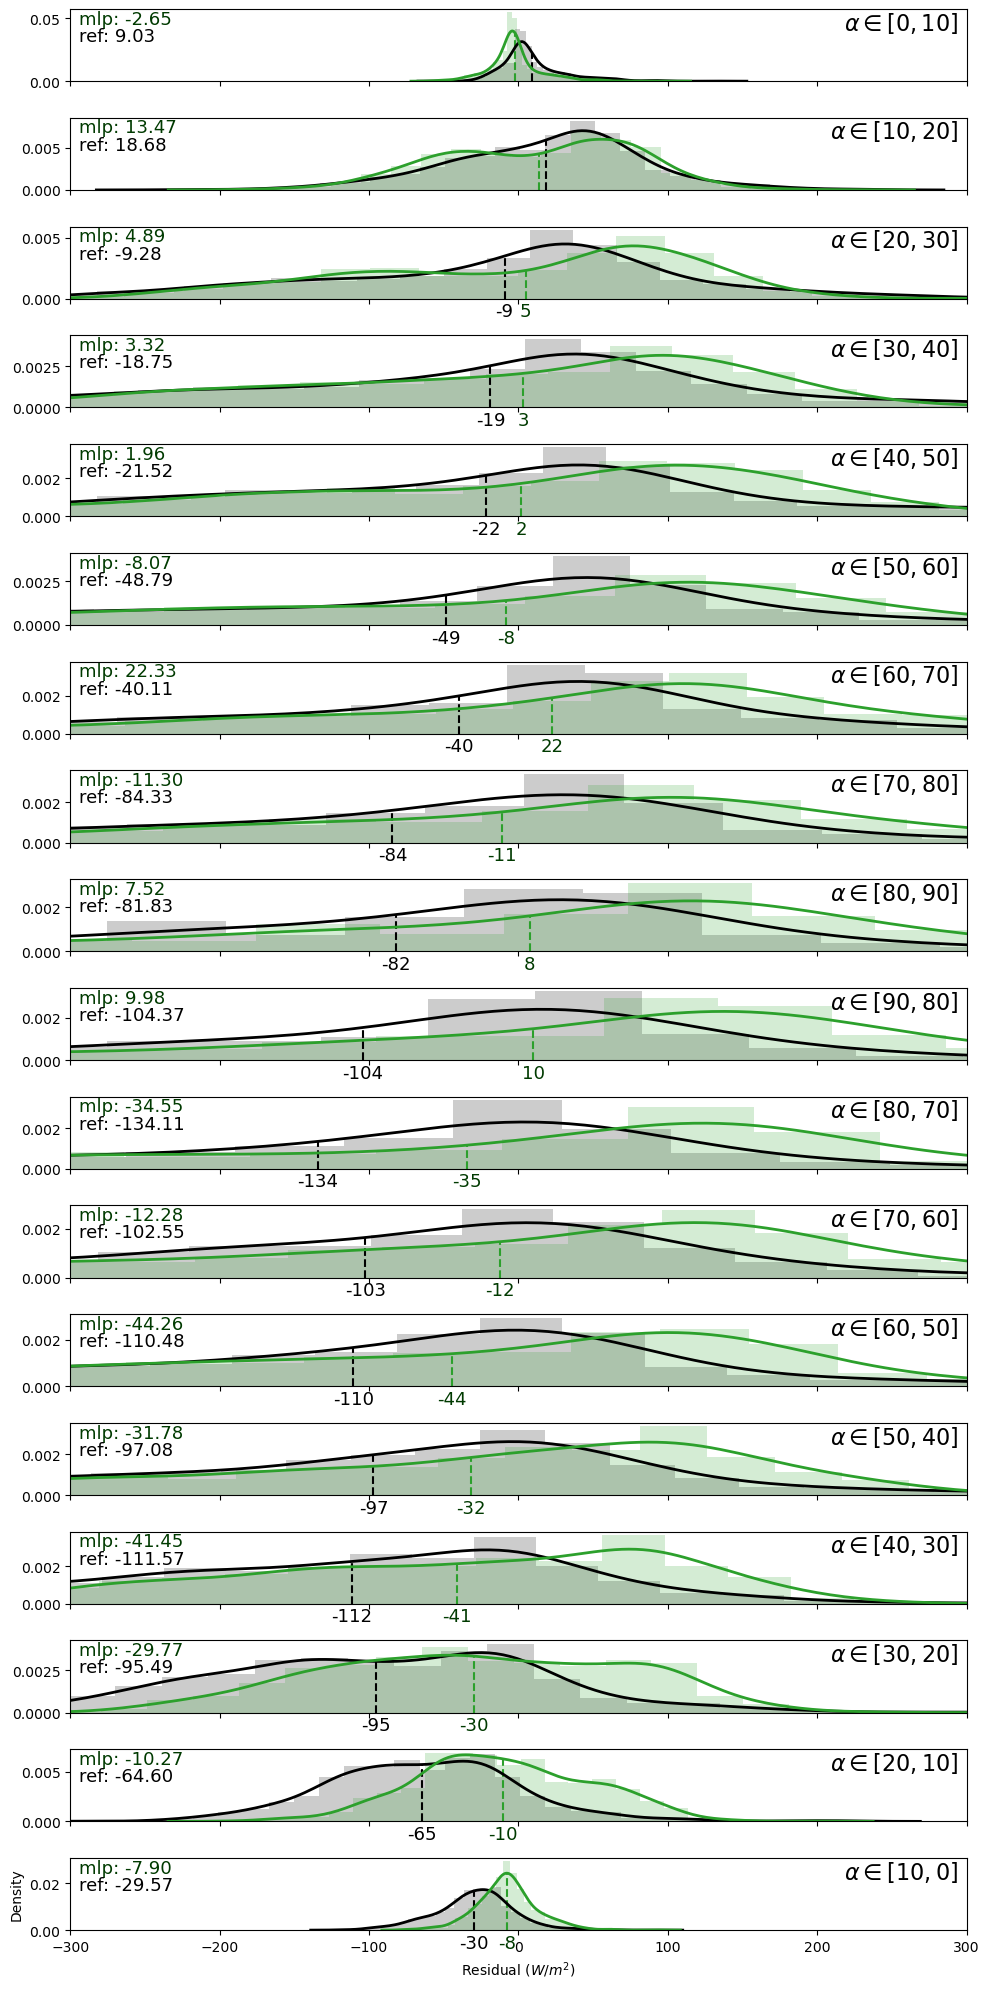 mlp: -2.65
ref: 9.03
α ∈ [0, 10]
0.05
0.00
mlp: 13.47
ref: 18.68
α ∈ [10, 20]
0.005
0.000
mlp: 4.89
ref: -9.28
α ∈ [20, 30]
0.005
0.000
-9 5
mlp: 3.32
ref: -18.75
α ∈ [30, 40]
0.0025
0.0000
-19 3
mlp: 1.96
ref: -21.52
α ∈ [40, 50]
0.002
0.000
-22 2
mlp: -8.07
ref: -48.79
α ∈ [50, 60]
0.0025
0.0000
-49 -8
mlp: 22.33
ref: -40.11
α ∈ [60, 70]
0.002
0.000
-40 22
mlp: -11.30
ref: -84.33
α ∈ [70, 80]
0.002
0.000
-84 -11
mlp: 7.52
ref: -81.83
α ∈ [80, 90]
0.002
0.000
-82 8
mlp: 9.98
ref: -104.37
α ∈ [90, 80]
0.002
0.000
-104 10
mlp: -34.55
ref: -134.11
α ∈ [80, 70]
0.002
0.000
-134 -35
mlp: -12.28
ref: -102.55
α ∈ [70, 60]
0.002
0.000
-103 -12
mlp: -44.26
ref: -110.48
α ∈ [60, 50]
0.002
0.000
-110 -44
mlp: -31.78
ref: -97.08
α ∈ [50, 40]
0.002
0.000
-97 -32
mlp: -41.45
ref: -111.57
α ∈ [40, 30]
0.002
0.000
-112 -41
mlp: -29.77
ref: -95.49
α ∈ [30, 20]
0.0025
0.0000
-95 -30
mlp: -10.27
ref: -64.60
α ∈ [20, 10]
0.005
0.000
-65 -10
mlp: -7.90
ref: -29.57
α ∈ [10, 0]
Density
0.02
0.00
-30 -8
−300 −200 −100 0 100 200 300
Residual (W/m²)